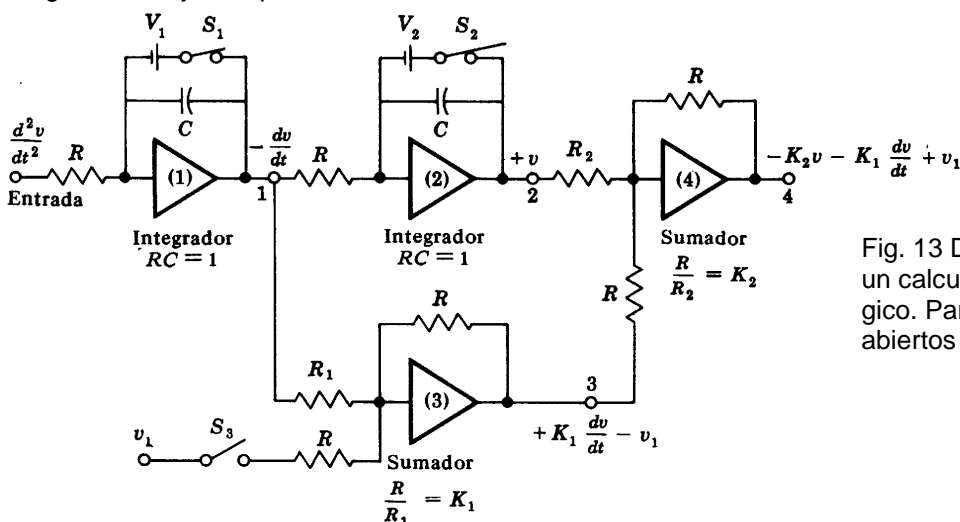 V₁ S₁ V₂ S₂
R
C C
d²v/dt² R − dv/dt R +v R₂ −K₂v − K₁ dv/dt + v₁
(1) (2) (4)
Entrada 1 2 4
Integrador Integrador Sumador
RC = 1 RC = 1 R/R₂ = K₂
Fig. 13 D
un calcu
gico. Par
abiertos
R R
R₁ (3) 3
v₁ S₃ R +K₁ dv/dt − v₁
Sumador
R/R₁ = K₁